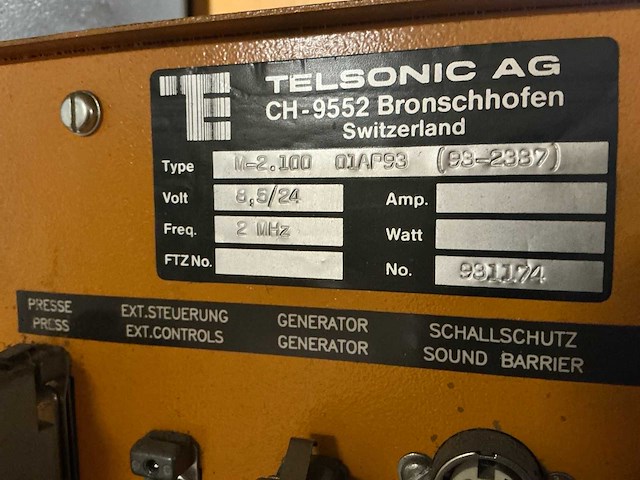 TE TELSONIC AG
CH-9552 Bronschhofen
Switzerland
Type M-2.100 01AP93 (93-2337)
Volt 8,5/24 Amp.
Freq. 2 MHz Watt
FTZ No. No. 931174
PRESSE EXT.STEUERUNG GENERATOR SCHALLSCHUTZ
PRESS EXT.CONTROLS GENERATOR SOUND BARRIER